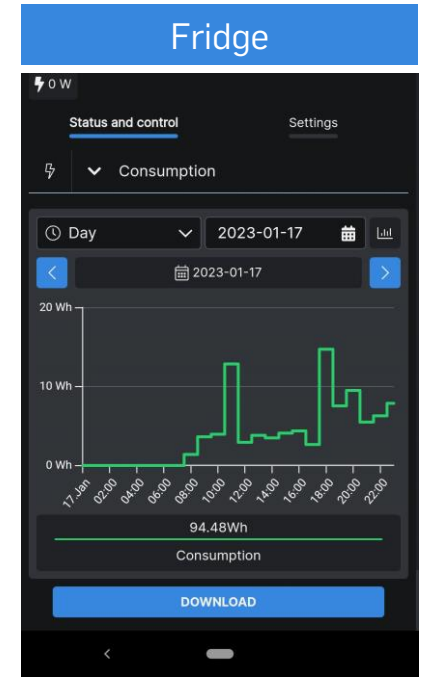 Fridge
0 W
Status and control
Settings
Consumption
Day
2023-01-17
2023-01-17
20 Wh
10 Wh
0 Wh
17. Jan 02:00 04:00 06:00 08:00 10:00 12:00 14:00 16:00 18:00 20:00 22:00
94.48Wh
Consumption
DOWNLOAD